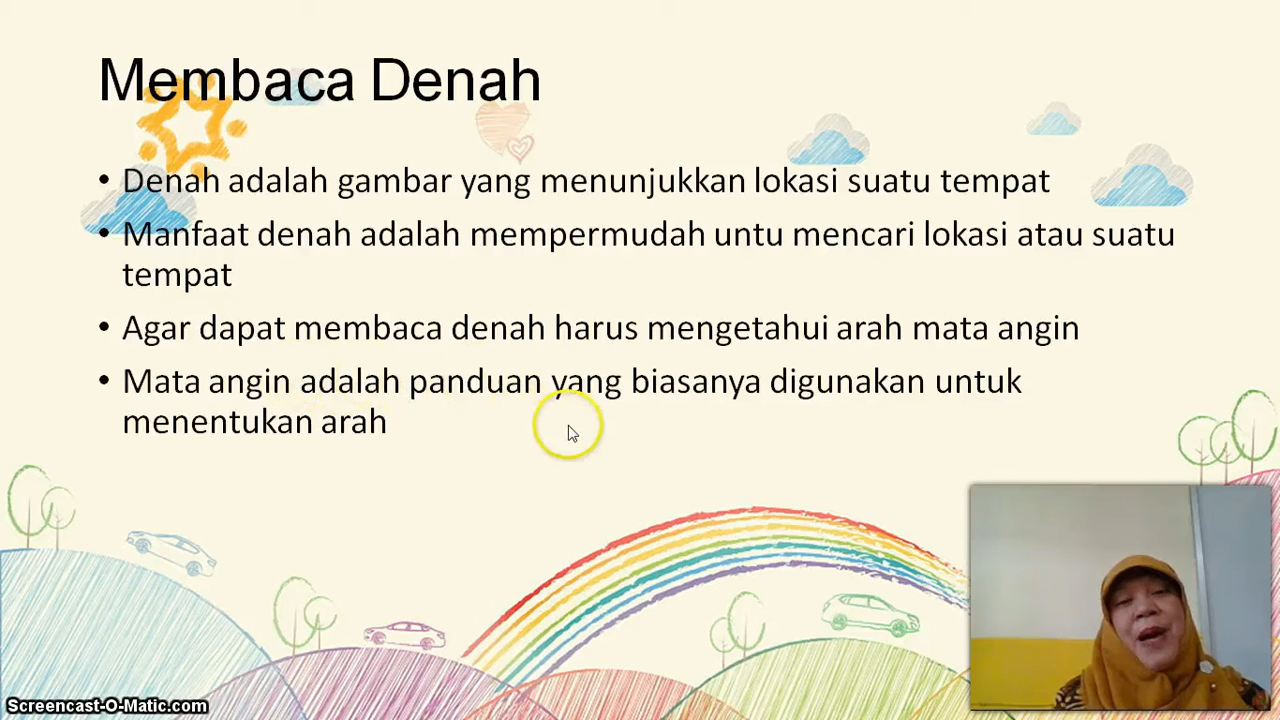 Membaca Denah
• Denah adalah gambar yang menunjukkan lokasi suatu tempat
• Manfaat denah adalah mempermudah untu mencari lokasi atau suatu
tempat
• Agar dapat membaca denah harus mengetahui arah mata angin
• Mata angin adalah panduan yang biasanya digunakan untuk
menentukan arah
Screencast-O-Matic.com